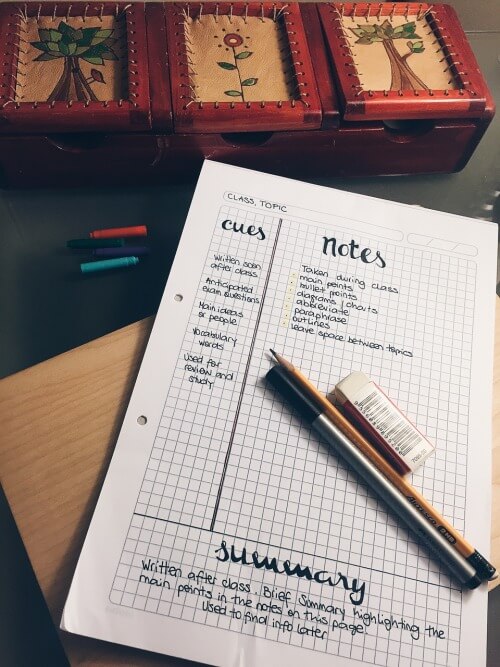 CLASS, TOPIC
cues
Written soon
after class
Anticipated
exam questions
Main ideas
or people
Vocabulary
words
Used for
review and
study
notes
Taken during class
main points
bullet points
diagrams / charts
abbreviate
paraphrase
outlines
leave space between topics
summary
Written after class. Brief Summary highlighting the
main points in the notes on this page.
Used to find info later